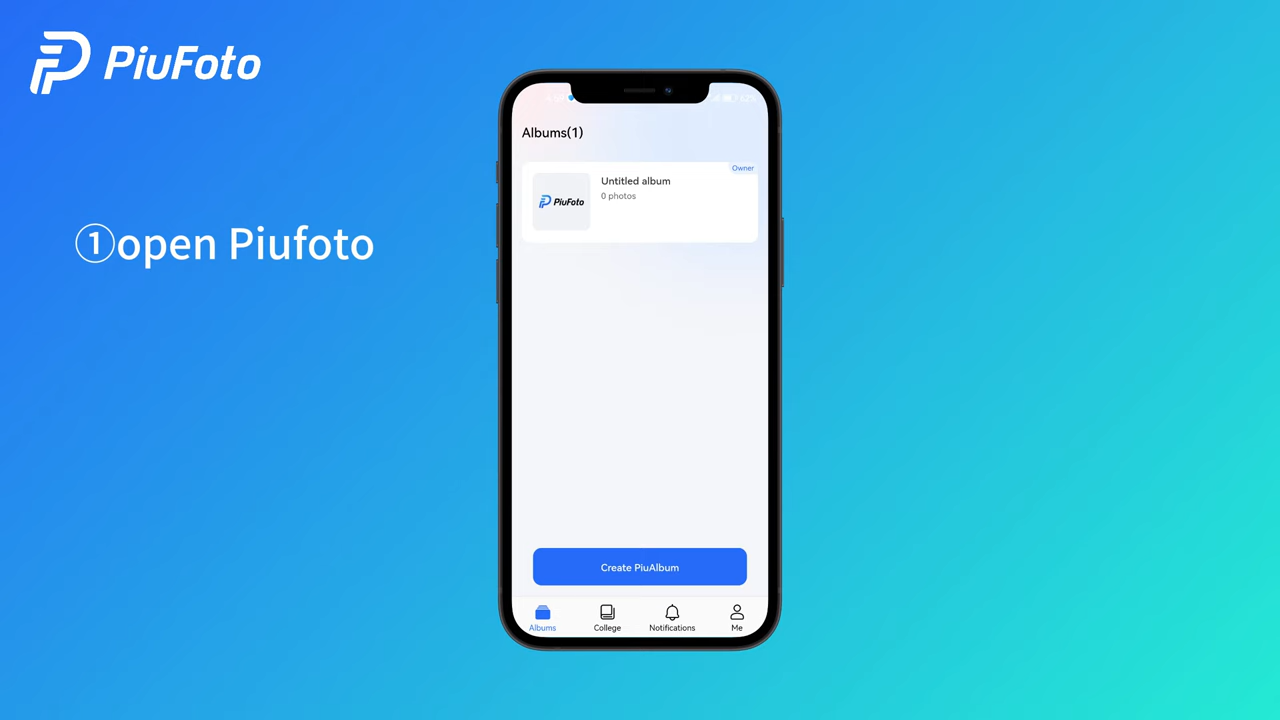 PiuFoto
①open Piufoto
Albums(1)
Owner
PiuFoto
Untitled album
0 photos
Create PiuAlbum
Albums
College
Notifications
Me